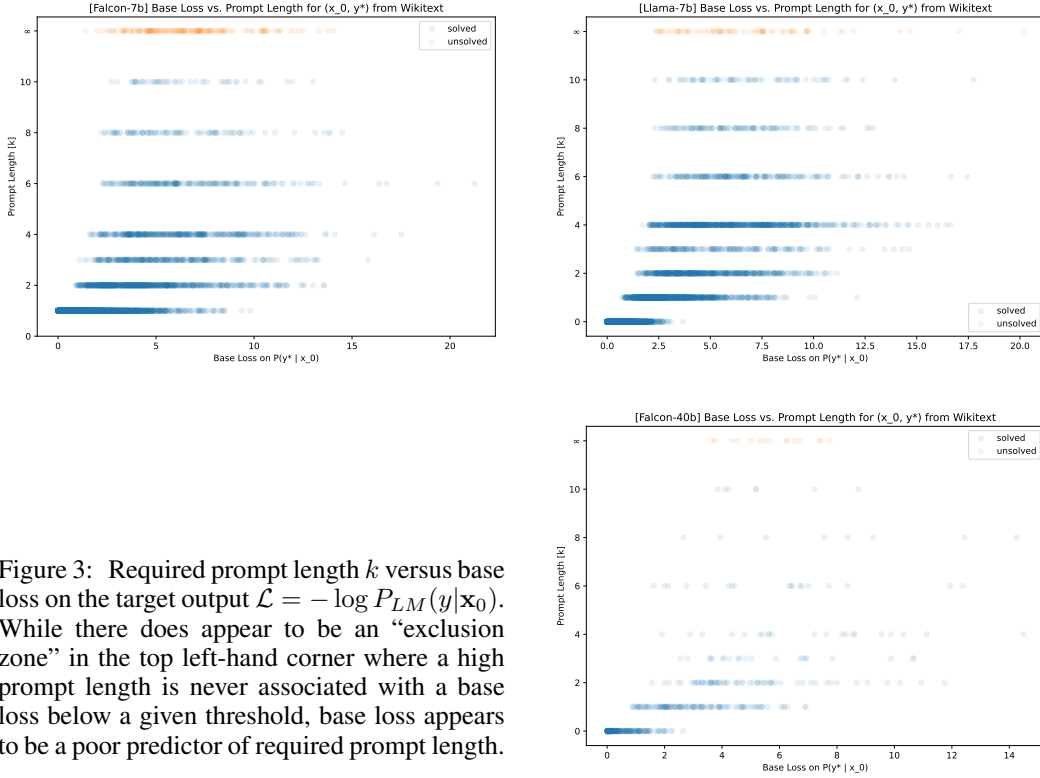 [Falcon-7b] Base Loss vs. Prompt Length for (x_0, y*) from Wikitext
∞
10
8
6
4
2
0
Prompt Length [k]
solved
unsolved
0
5
10
15
20
Base Loss on P(y* | x_0)
[Llama-7b] Base Loss vs. Prompt Length for (x_0, y*) from Wikitext
∞
10
8
6
4
2
0
Prompt Length [k]
solved
unsolved
0.0
2.5
5.0
7.5
10.0
12.5
15.0
17.5
20.0
Base Loss on P(y* | x_0)
[Falcon-40b] Base Loss vs. Prompt Length for (x_0, y*) from Wikitext
∞
10
8
6
4
2
0
Prompt Length [k]
solved
unsolved
0
2
4
6
8
10
12
14
Base Loss on P(y* | x_0)
Figure 3: Required prompt length k versus base
loss on the target output L = − log P_LM(y|x_0).
While there does appear to be an “exclusion
zone” in the top left-hand corner where a high
prompt length is never associated with a base
loss below a given threshold, base loss appears
to be a poor predictor of required prompt length.